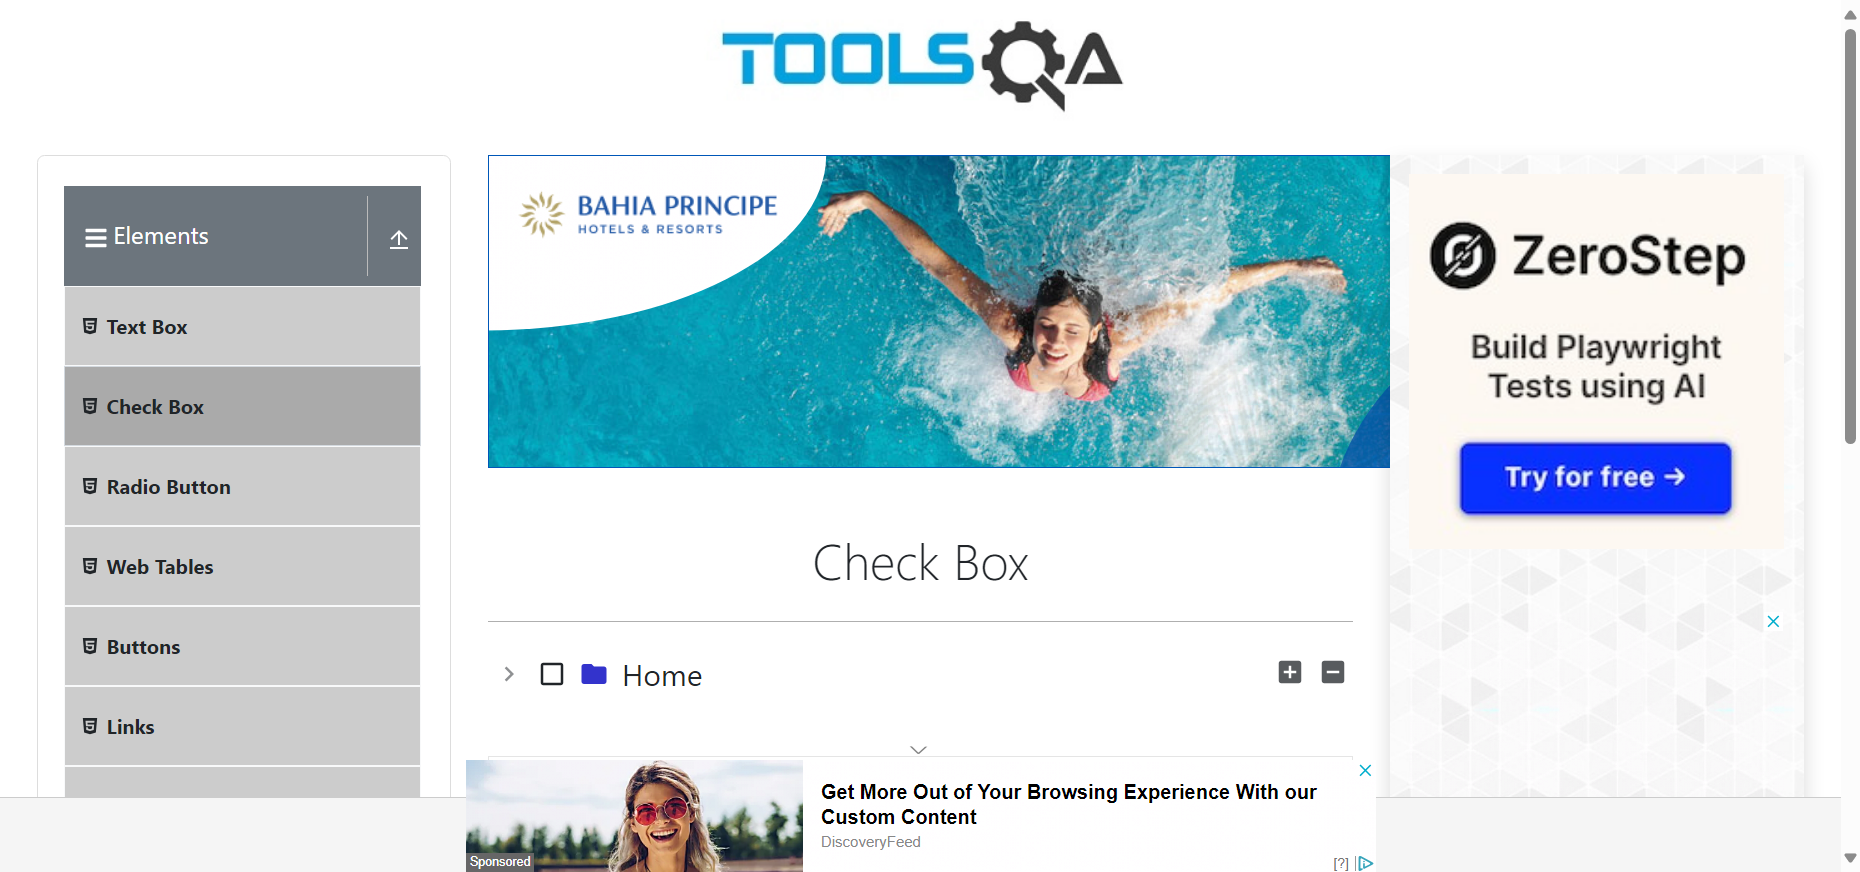 TOOLSQA
Elements
Text Box
Check Box
Radio Button
Web Tables
Buttons
Links
BAHIA PRINCIPE
HOTELS & RESORTS
ZeroStep
Build Playwright
Tests using AI
Try for free →
Check Box
Home
Get More Out of Your Browsing Experience With our
Custom Content
DiscoveryFeed
Sponsored
[?]